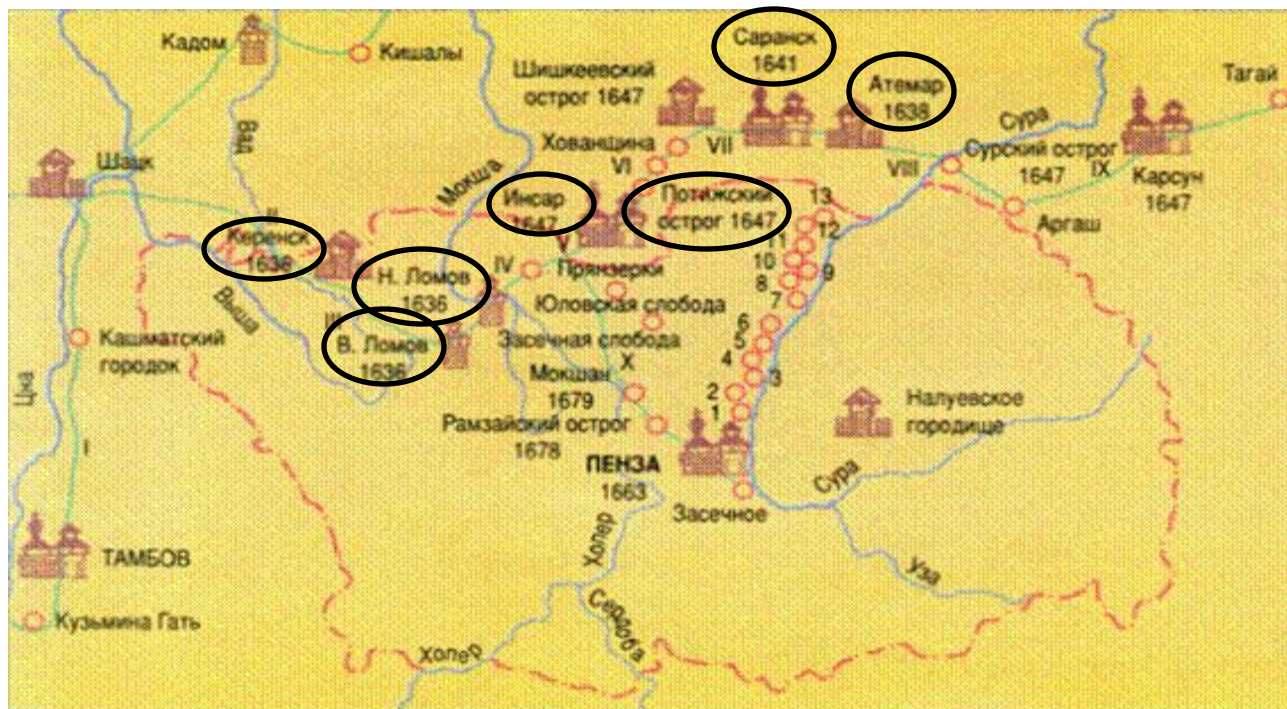 Кадом
Кишалы
Саранск
1641
Шишкеевский
острог 1647
Атемар
1638
Тагай
Вад
Хованщина
VII
VI
Сура
Шацк
Мокша
VIII
Сурский острог
1647
IX
Карсун
1647
Аргаш
Инсар
1647
Потижский
острог 1647
13
12
11
10
9
8
7
6
5
4
3
2
1
II
Керенск
1636
V
IV
Прянзерки
Н. Ломов
1636
Юловская слобода
Выша
III
В. Ломов
1636
Засечная слобода
X
Мокшан
1679
Кашматский
городок
Цна
I
Рамзайский острог
1678
Налуевское
городище
ПЕНЗА
1663
Засечное
Сура
Хопер
Уза
ТАМБОВ
Кузьмина Гать
Сердоба
Хопер